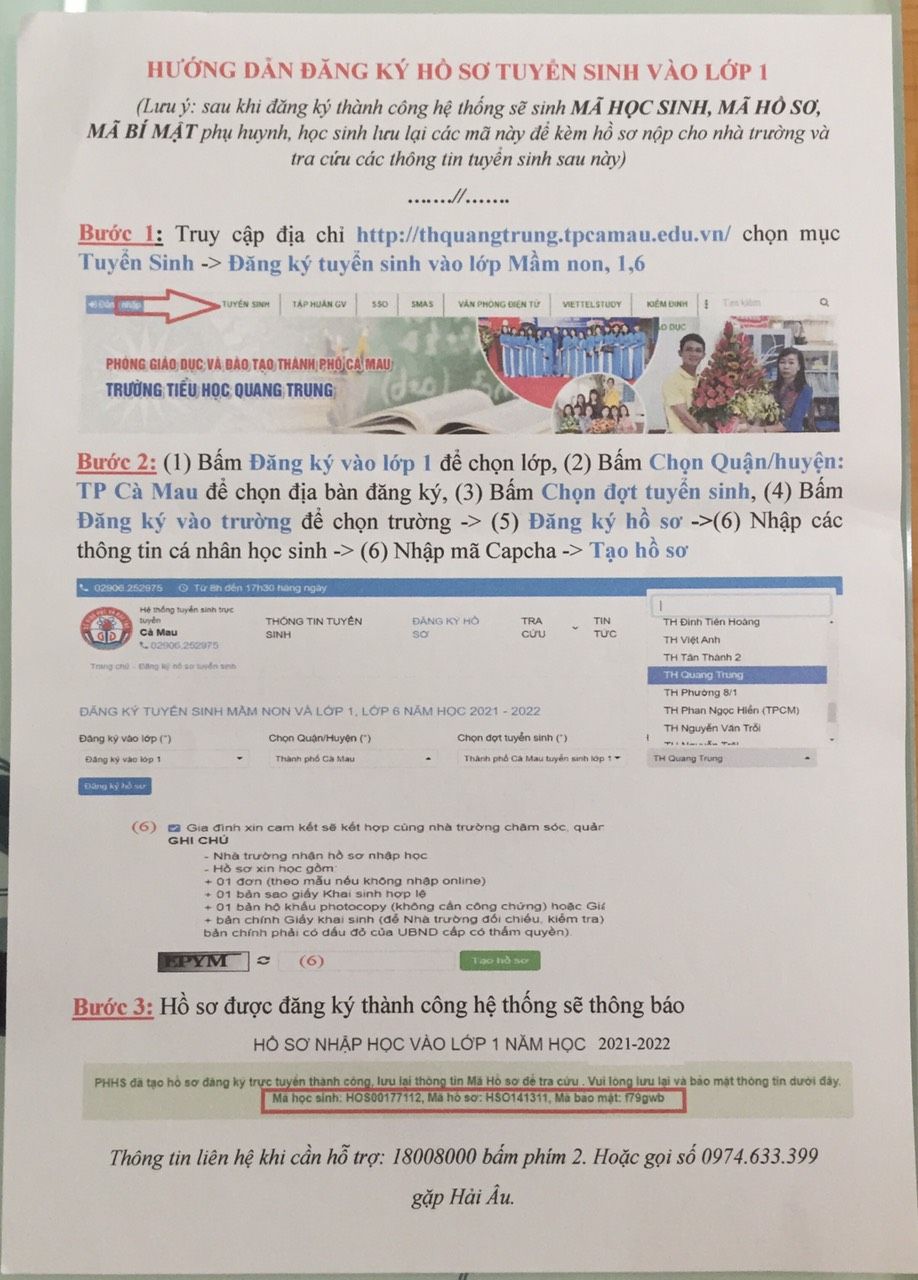 HƯỚNG DẪN ĐĂNG KÝ HỒ SƠ TUYỂN SINH VÀO LỚP 1
(Lưu ý: sau khi đăng ký thành công hệ thống sẽ sinh MÃ HỌC SINH, MÃ HỒ SƠ,
MÃ BÍ MẬT phụ huynh, học sinh lưu lại các mã này để kèm hồ sơ nộp cho nhà trường và
tra cứu các thông tin tuyển sinh sau này)
…….//…….
Bước 1: Truy cập địa chỉ http://thquangtrung.tpcamau.edu.vn/ chọn mục
Tuyển Sinh -> Đăng ký tuyển sinh vào lớp Mầm non, 1,6
Đăng nhập TUYỂN SINH TẬP HUẤN GV SSO SMAS VĂN PHÒNG ĐIỆN TỬ VIETTELSTUDY KIỂM ĐỊNH Tìm kiếm
O DỤC
PHÒNG GIÁO DỤC VÀ ĐÀO TẠO THÀNH PHỐ CÀ MAU
TRƯỜNG TIỂU HỌC QUANG TRUNG
Bước 2: (1) Bấm Đăng ký vào lớp 1 để chọn lớp, (2) Bấm Chọn Quận/huyện:
TP Cà Mau để chọn địa bàn đăng ký, (3) Bấm Chọn đợt tuyển sinh, (4) Bấm
Đăng ký vào trường để chọn trường -> (5) Đăng ký hồ sơ ->(6) Nhập các
thông tin cá nhân học sinh -> (6) Nhập mã Capcha -> Tạo hồ sơ
02906.252975 Từ 8h đến 17h30 hàng ngày
Hệ thống tuyển sinh trực
tuyến
Cà Mau
02906.252975
THÔNG TIN TUYỂN
SINH
ĐĂNG KÝ HỒ
SƠ
TRA
CỨU
TIN
TỨC
Trang chủ - Đăng ký hồ sơ tuyển sinh
TH Đinh Tiên Hoàng
TH Việt Anh
TH Tân Thành 2
TH Quang Trung
TH Phường 8/1
TH Phan Ngọc Hiển (TPCM)
TH Nguyễn Văn Trỗi
ĐĂNG KÝ TUYỂN SINH MẦM NON VÀ LỚP 1, LỚP 6 NĂM HỌC 2021 - 2022
Đăng ký vào lớp (*) Chọn Quận/Huyện (*) Chọn đợt tuyển sinh (*)
Đăng ký vào lớp 1 Thành phố Cà Mau Thành phố Cà Mau tuyển sinh lớp 1 TH Quang Trung
Đăng ký hồ sơ
(6) Gia đình xin cam kết sẽ kết hợp cùng nhà trường chăm sóc, quản
GHI CHÚ
- Nhà trường nhận hồ sơ nhập học
- Hồ sơ xin học gồm:
+ 01 đơn (theo mẫu nếu không nhập online)
+ 01 bản sao giấy Khai sinh hợp lệ
+ 01 bản hộ khẩu photocopy (không cần công chứng) hoặc Giấ
+ bản chính Giấy khai sinh (để Nhà trường đối chiếu, kiểm tra)
bản chính phải có dấu đỏ của UBND cấp có thẩm quyền).
EPYM (6) Tạo hồ sơ
Bước 3: Hồ sơ được đăng ký thành công hệ thống sẽ thông báo
HỒ SƠ NHẬP HỌC VÀO LỚP 1 NĂM HỌC 2021-2022
PHHS đã tạo hồ sơ đăng ký trực tuyến thành công, lưu lại thông tin Mã Hồ sơ để tra cứu . Vui lòng lưu lại và bảo mật thông tin dưới đây.
Mã học sinh: HOS00177112, Mã hồ sơ: HSO141311, Mã bảo mật: f79gwb
Thông tin liên hệ khi cần hỗ trợ: 18008000 bấm phím 2. Hoặc gọi số 0974.633.399
gặp Hải Âu.